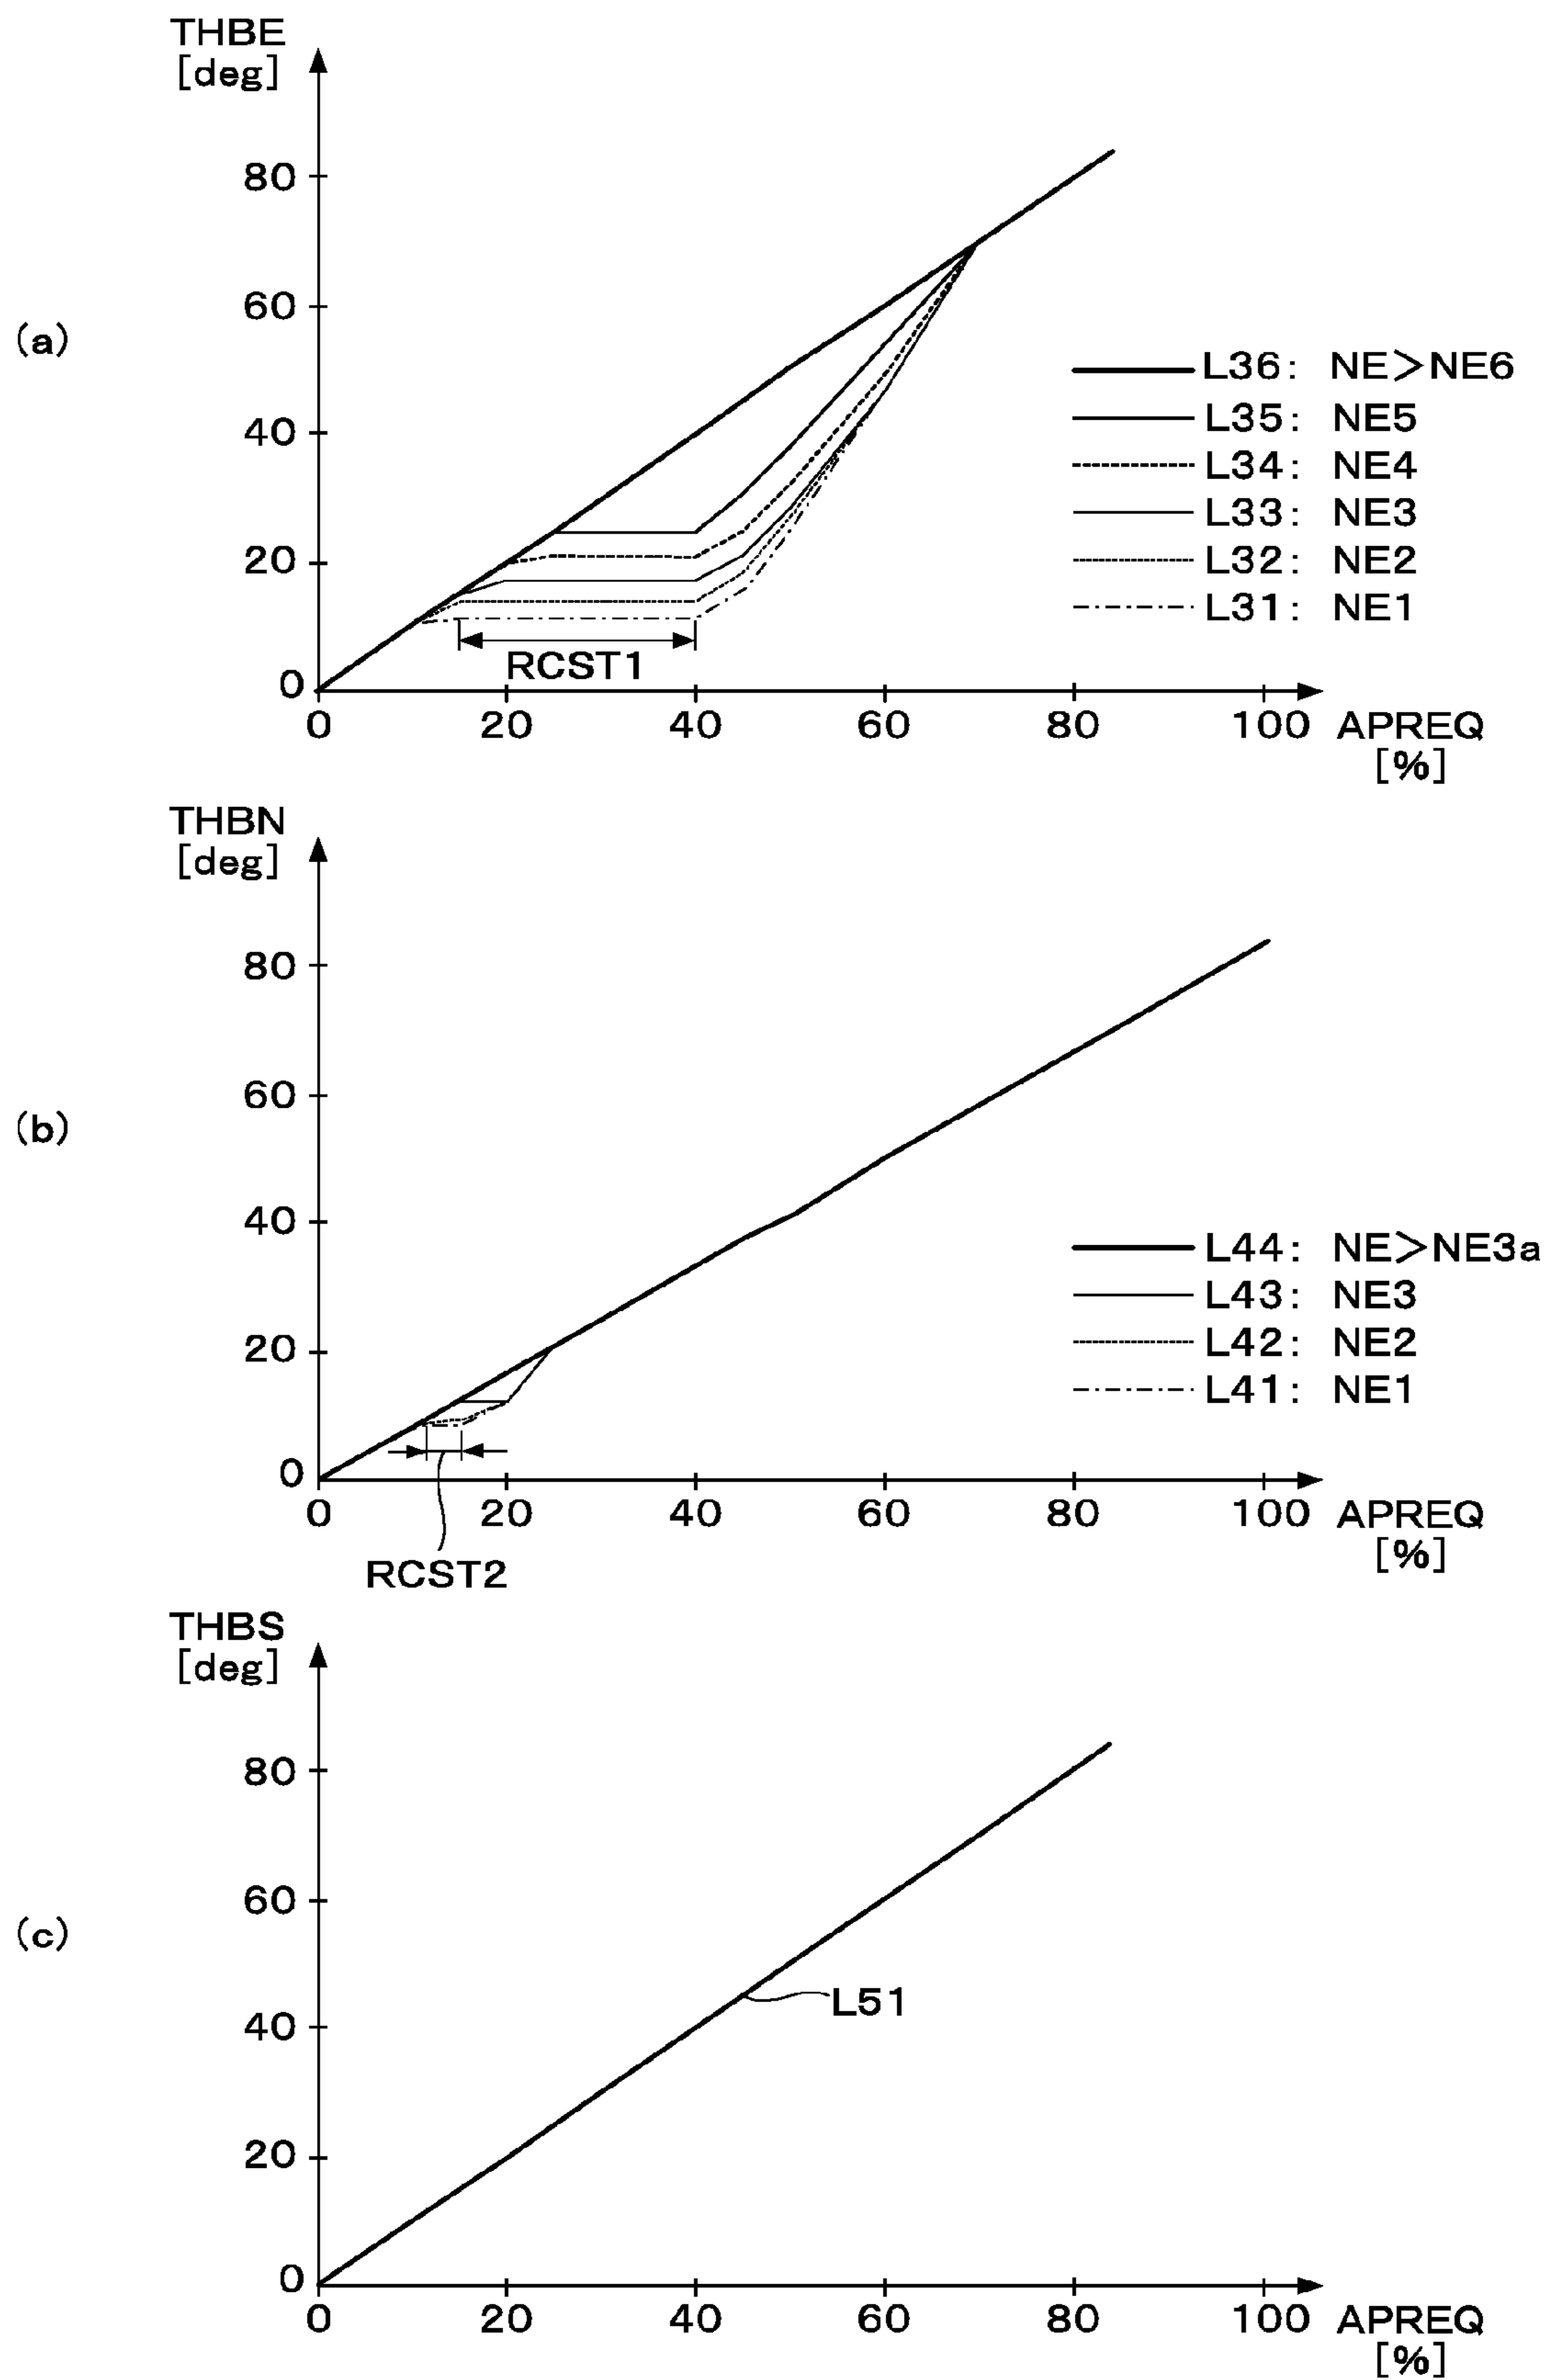 THBE
[deg]
80
60
(a)
L36: NE>NE6
40
L35: NE5
L34: NE4
L33: NE3
20
L32: NE2
L31: NE1
RCST1
0
0 20 40 60 80 100 APREQ
[%]
THBN
[deg]
80
60
(b)
40
L44: NE>NE3a
L43: NE3
20
L42: NE2
L41: NE1
0
0 20 40 60 80 100 APREQ
[%]
RCST2
THBS
[deg]
80
60
(c)
L51
40
20
0
0 20 40 60 80 100 APREQ
[%]